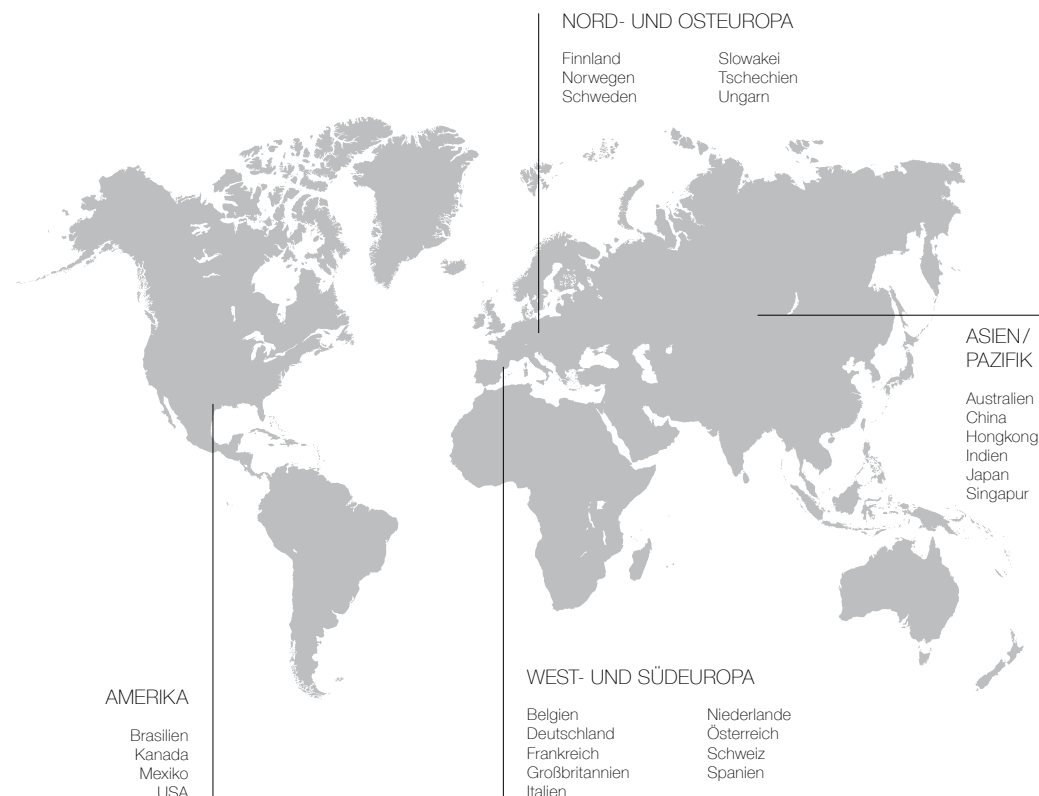 NORD- UND OSTEUROPA
Finnland
Norwegen
Schweden
Slowakei
Tschechien
Ungarn
ASIEN/
PAZIFIK
Australien
China
Hongkong
Indien
Japan
Singapur
WEST- UND SÜDEUROPA
Belgien
Deutschland
Frankreich
Großbritannien
Italien
Niederlande
Österreich
Schweiz
Spanien
AMERIKA
Brasilien
Kanada
Mexiko
USA